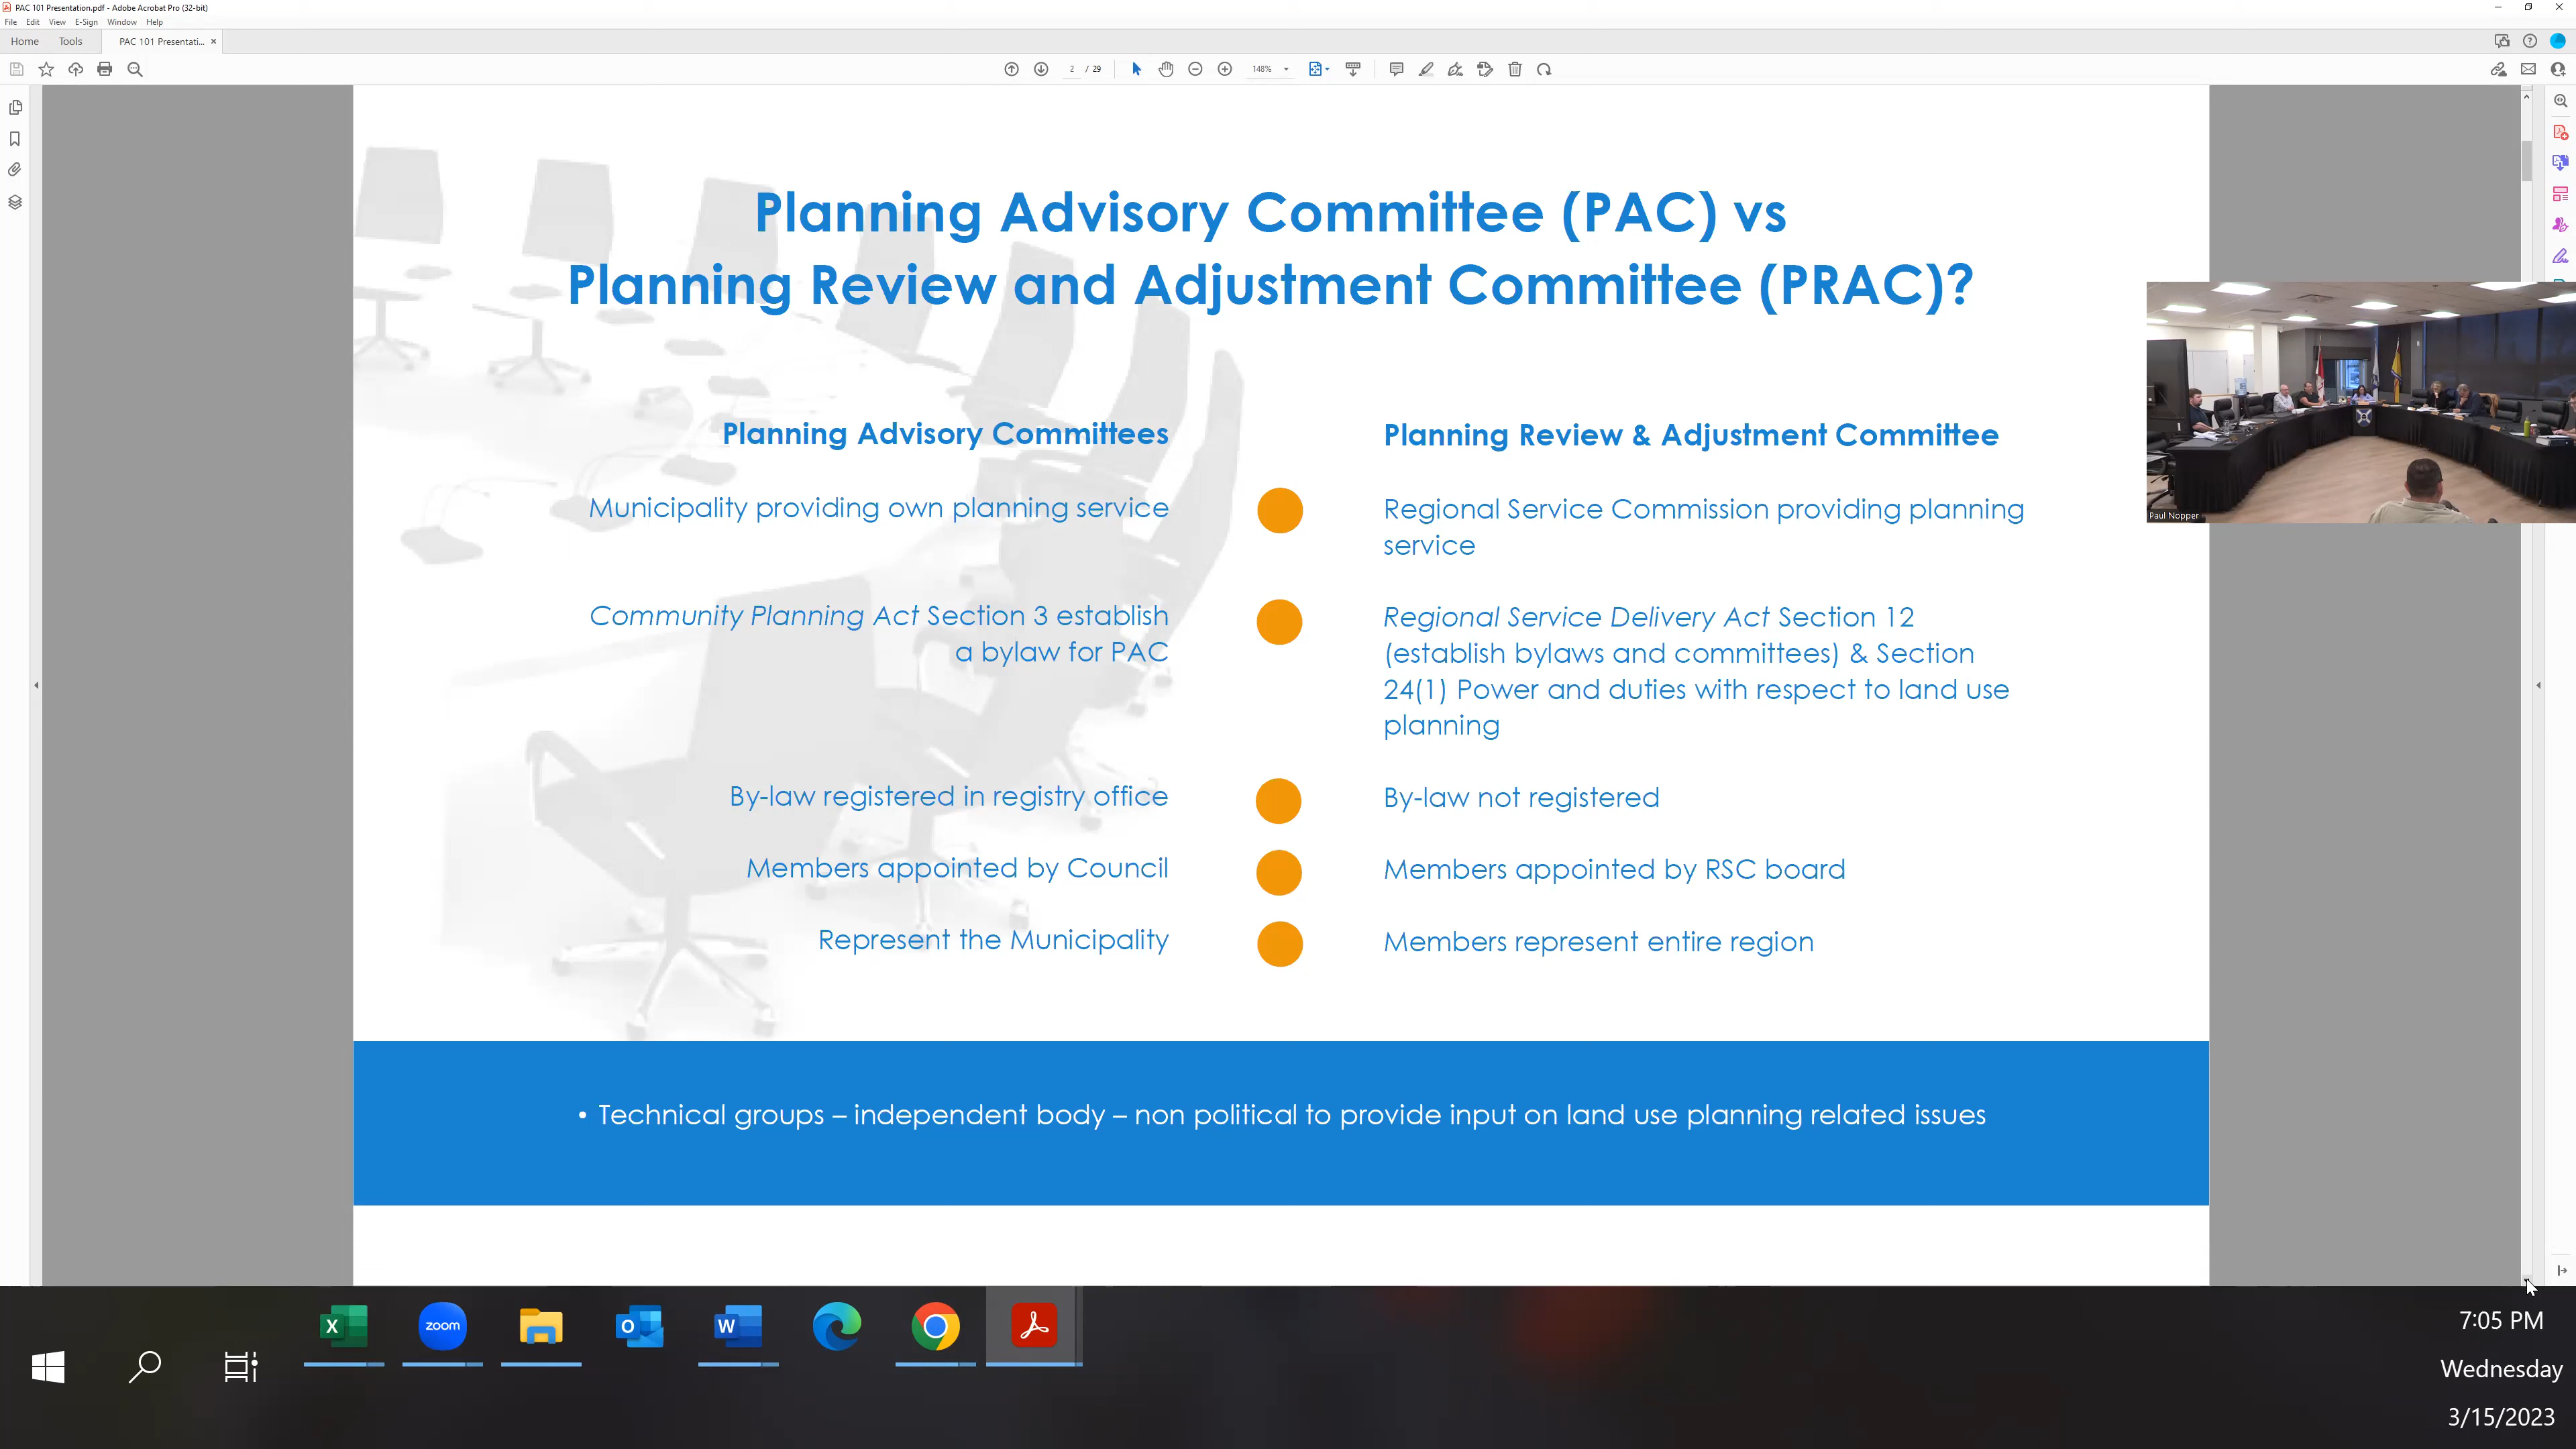 PAC 101 Presentation.pdf - Adobe Acrobat Pro (32-bit)
File Edit View E-Sign Window Help
Home Tools PAC 101 Presentati... ×
2 / 29 148%
Planning Advisory Committee (PAC) vs
Planning Review and Adjustment Committee (PRAC)?
Planning Advisory Committees
Planning Review & Adjustment Committee
Municipality providing own planning service
Regional Service Commission providing planning
service
Community Planning Act Section 3 establish
a bylaw for PAC
Regional Service Delivery Act Section 12
(establish bylaws and committees) & Section
24(1) Power and duties with respect to land use
planning
By-law registered in registry office
By-law not registered
Members appointed by Council
Members appointed by RSC board
Represent the Municipality
Members represent entire region
• Technical groups – independent body – non political to provide input on land use planning related issues
Paul Nopper
zoom
7:05 PM
Wednesday
3/15/2023